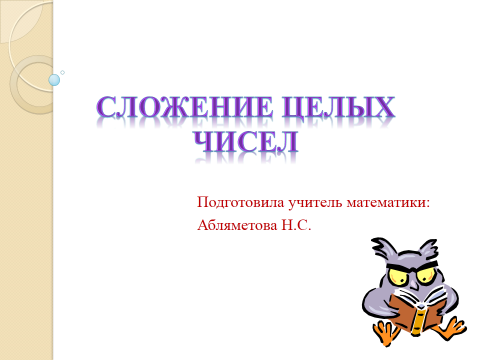 СЛОЖЕНИЕ ЦЕЛЫХ
ЧИСЕЛ
Подготовила учитель математики:
Абляметова Н.С.